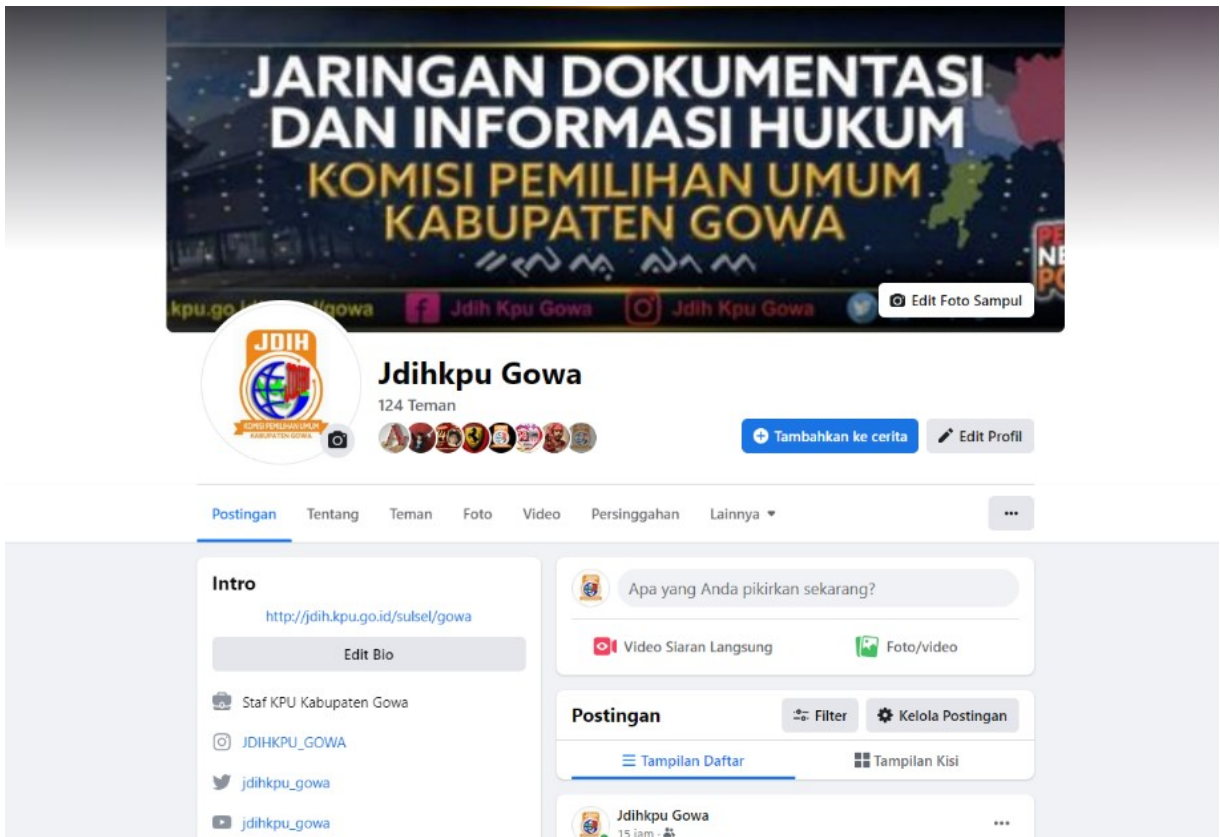 JARINGAN DOKUMENTASI
DAN INFORMASI HUKUM
KOMISI PEMILIHAN UMUM
KABUPATEN GOWA
kpu.go
gowa
Jdih Kpu Gowa
Jdih Kpu Gowa
Edit Foto Sampul
JDIH
KOMISI PEMILIHAN UMUM
KABUPATEN GOWA
Jdihkpu Gowa
124 Teman
Tambahkan ke cerita
Edit Profil
Postingan Tentang Teman Foto Video Persinggahan Lainnya
Intro
http://jdih.kpu.go.id/sulsel/gowa
Edit Bio
Staf KPU Kabupaten Gowa
JDIHKPU_GOWA
jdihkpu_gowa
jdihkpu_gowa
Apa yang Anda pikirkan sekarang?
Video Siaran Langsung Foto/video
Postingan Filter Kelola Postingan
Tampilan Daftar Tampilan Kisi
Jdihkpu Gowa
15 jam ·